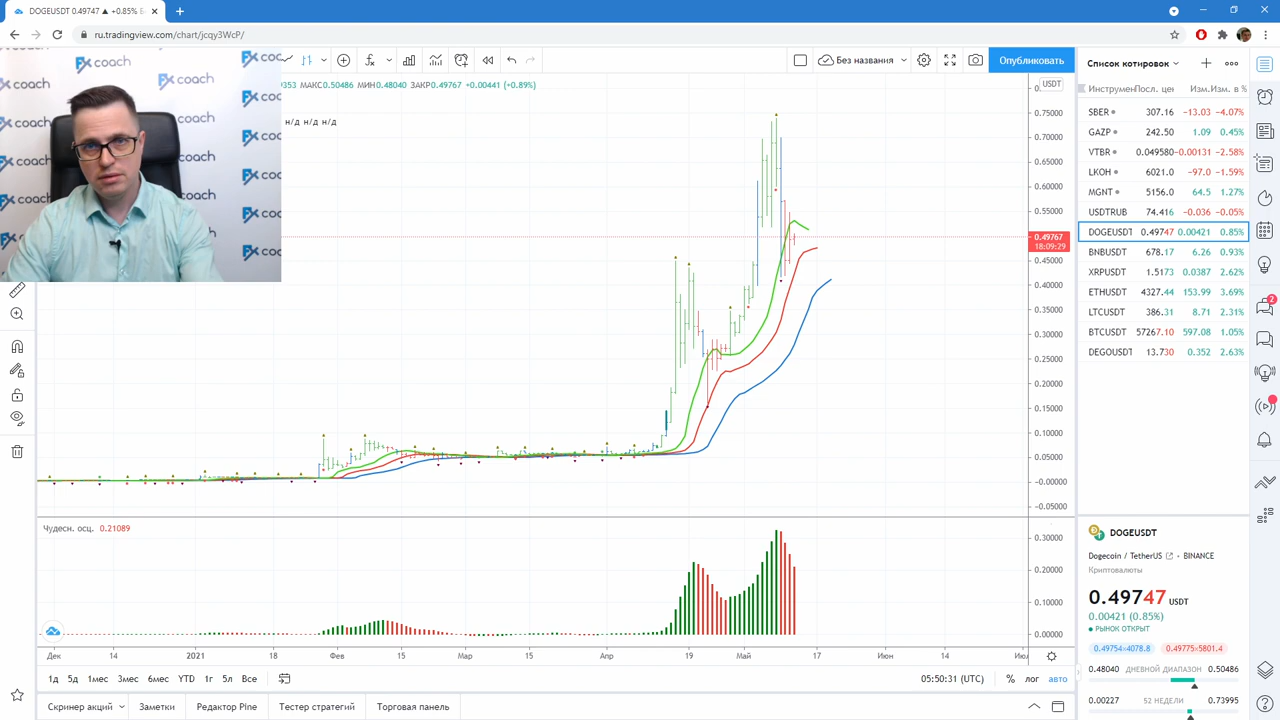 DOGEUSDT 0.49747 ▲ +0.85% Б
ru.tradingview.com/chart/jcqy3WcP/
Без названия
Опубликовать
9353 МАКС0.50486 МИН0.48040 ЗАКР0.49767 +0.00441 (+0.89%)
н/д н/д н/д
coach
coach
coach
coach
coach
coach
USDT
0.75000
0.70000
0.65000
0.60000
0.55000
0.49767
18:09:29
0.45000
0.40000
0.35000
0.30000
0.25000
0.20000
0.15000
0.10000
0.05000
−0.00000
−0.05000
Чудесн. осц. 0.21089
0.30000
0.20000
0.10000
0.00000
Дек 14 2021 18 Фев 15 Мар 15 Апр 19 Май 17 Июн 14 Июл
1д 5д 1мес 3мес 6мес YTD 1г 5л Все
05:50:31 (UTC) % лог авто
Скринер акций Заметки Редактор Pine Тестер стратегий Торговая панель
Список котировок
Инструмен Посл. цен Изм. Изм. в %
SBER 307.16 −13.03 −4.07%
GAZP 242.50 1.09 0.45%
VTBR 0.049580 −0.00131 −2.58%
LKOH 6021.0 −97.0 −1.59%
MGNT 5156.0 64.5 1.27%
USDTRUB 74.416 −0.036 −0.05%
DOGEUSDT 0.49747 0.00421 0.85%
BNBUSDT 678.17 6.26 0.93%
XRPUSDT 1.5173 0.0387 2.62%
ETHUSDT 4327.44 153.99 3.69%
LTCUSDT 386.31 8.71 2.31%
BTCUSDT 57267.10 597.08 1.05%
DEGOUSDT 13.730 0.352 2.63%
2
DOGEUSDT
Dogecoin / TetherUS • BINANCE
Криптовалюты
0.49747 USDT
0.00421 (0.85%)
РЫНОК ОТКРЫТ
0.49754×4078.8 0.49775×5801.4
0.48040 ДНЕВНОЙ ДИАПАЗОН 0.50486
0.00227 52 НЕДЕЛИ 0.73995